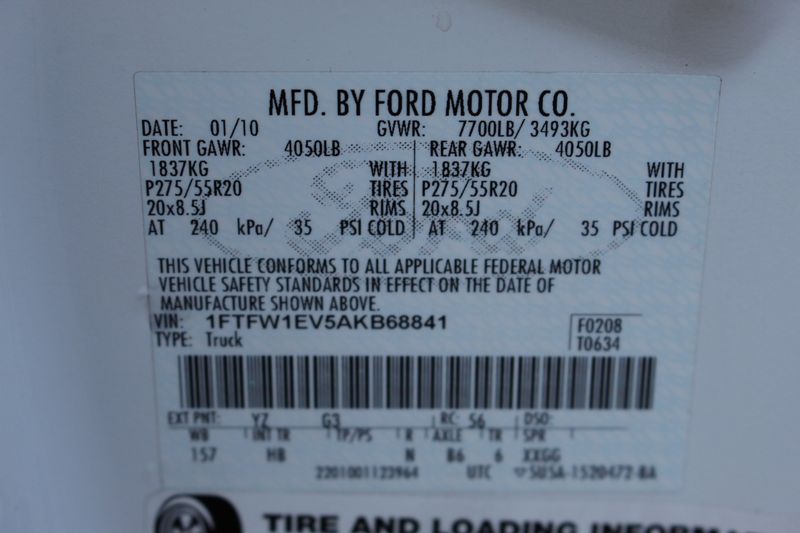 MFD. BY FORD MOTOR CO.
DATE: 01/10 GVWR: 7700LB/ 3493KG
FRONT GAWR: 4050LB REAR GAWR: 4050LB
1837KG WITH 1837KG WITH
P275/55R20 TIRES P275/55R20 TIRES
20x8.5J RIMS 20x8.5J RIMS
AT 240 kPa/ 35 PSI COLD AT 240 kPa/ 35 PSI COLD
Ford
THIS VEHICLE CONFORMS TO ALL APPLICABLE FEDERAL MOTOR
VEHICLE SAFETY STANDARDS IN EFFECT ON THE DATE OF
MANUFACTURE SHOWN ABOVE.
VIN: 1FTFW1EV5AKB68841 F0208
TYPE: Truck T0634
EXT PNT: YZ G3 RC: 56 DSO:
WB INT TR TP/PS R AXLE TR SPR
157 HB N B6 6 XXGG
2201001123964 UTC 5U5A-1520472-BA
TIRE AND LOADING